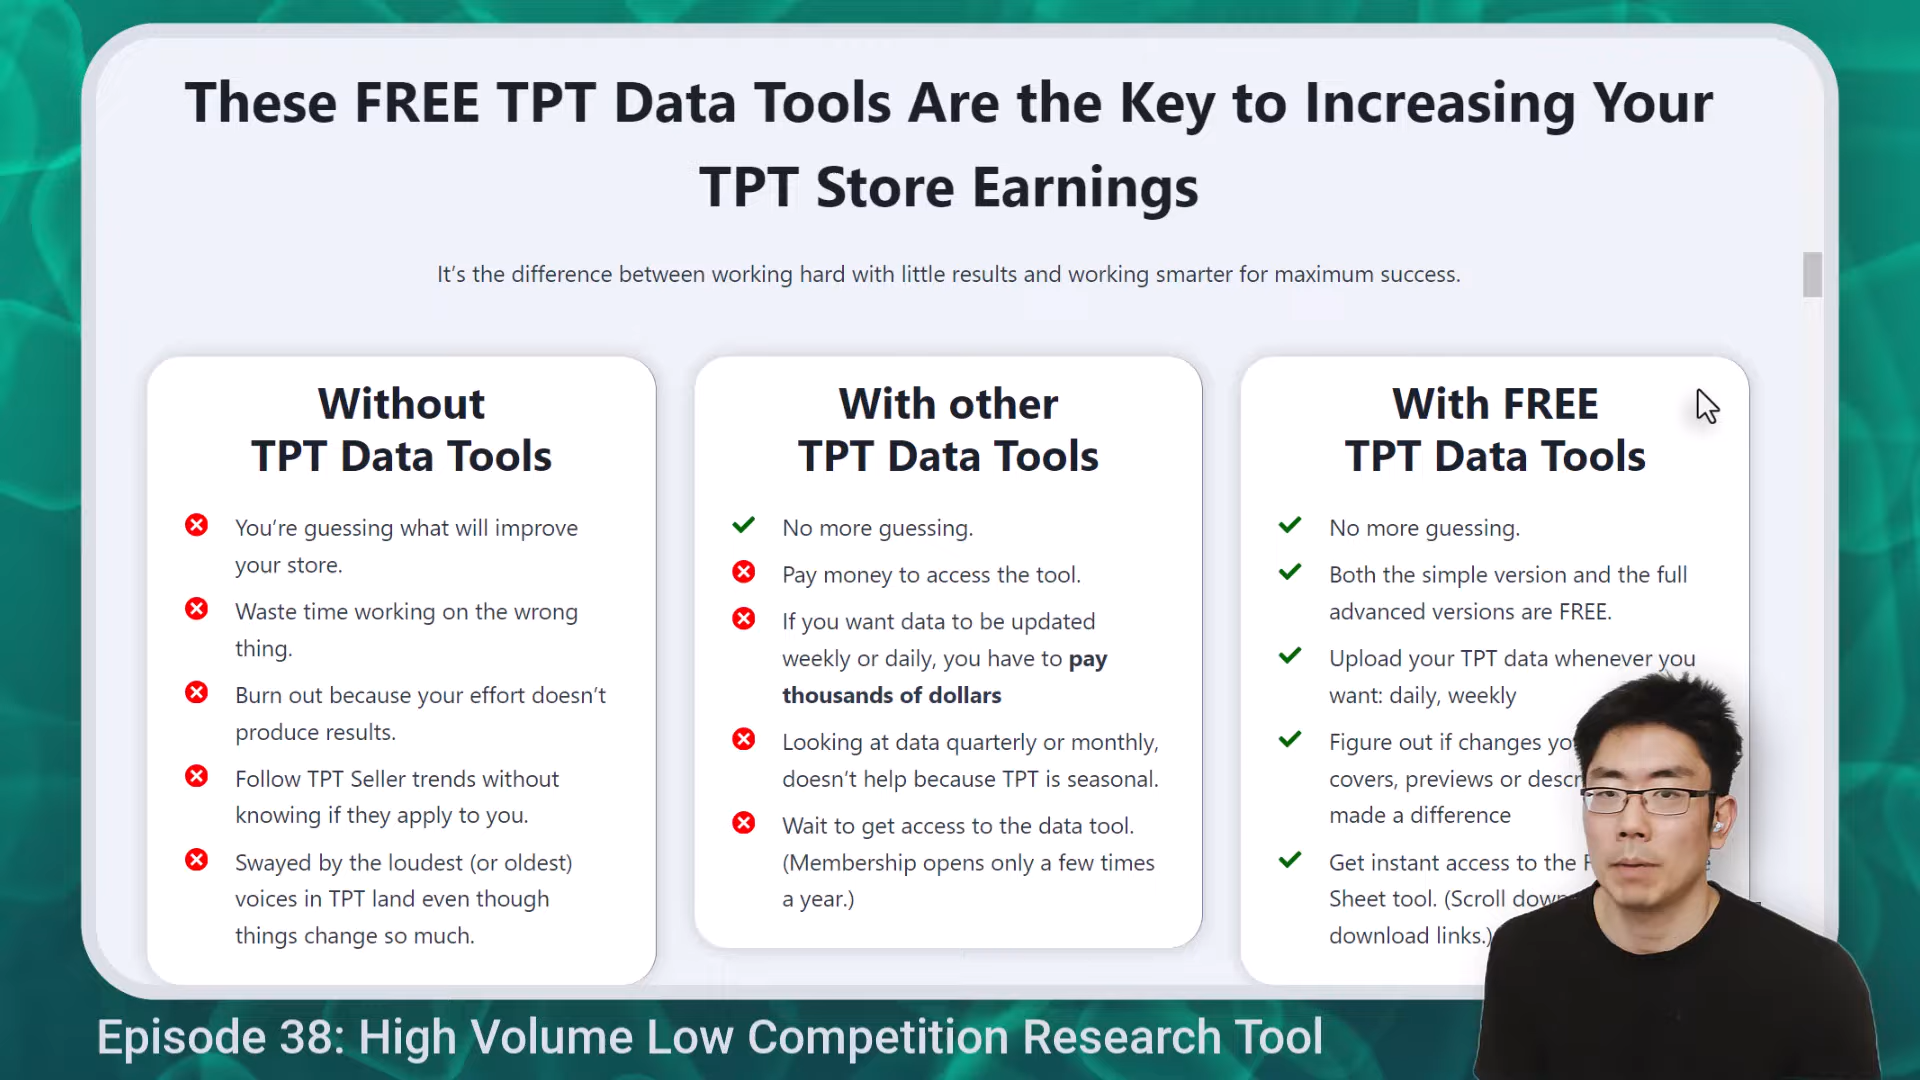 These FREE TPT Data Tools Are the Key to Increasing Your
TPT Store Earnings
It's the difference between working hard with little results and working smarter for maximum success.
Without
TPT Data Tools
You're guessing what will improve
your store.
Waste time working on the wrong
thing.
Burn out because your effort doesn't
produce results.
Follow TPT Seller trends without
knowing if they apply to you.
Swayed by the loudest (or oldest)
voices in TPT land even though
things change so much.
With other
TPT Data Tools
No more guessing.
Pay money to access the tool.
If you want data to be updated
weekly or daily, you have to pay
thousands of dollars
Looking at data quarterly or monthly,
doesn't help because TPT is seasonal.
Wait to get access to the data tool.
(Membership opens only a few times
a year.)
With FREE
TPT Data Tools
No more guessing.
Both the simple version and the full
advanced versions are FREE.
Upload your TPT data whenever you
want: daily, weekly
Figure out if changes
covers, previews or
made a difference
Get instant access to the
Sheet tool. (Scroll
download links.)
Episode 38: High Volume Low Competition Research Tool